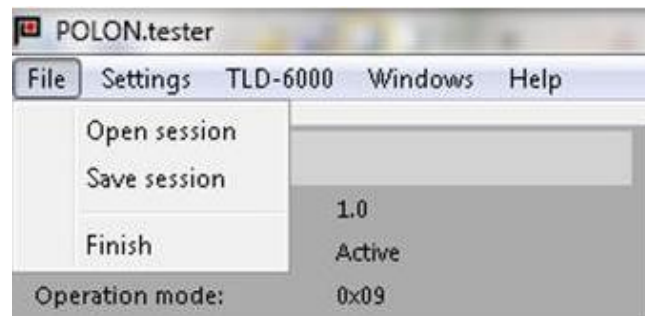 POLON.tester
File Settings TLD-6000 Windows Help
Open session
Save session
1.0
Finish
Active
Operation mode: 0x09